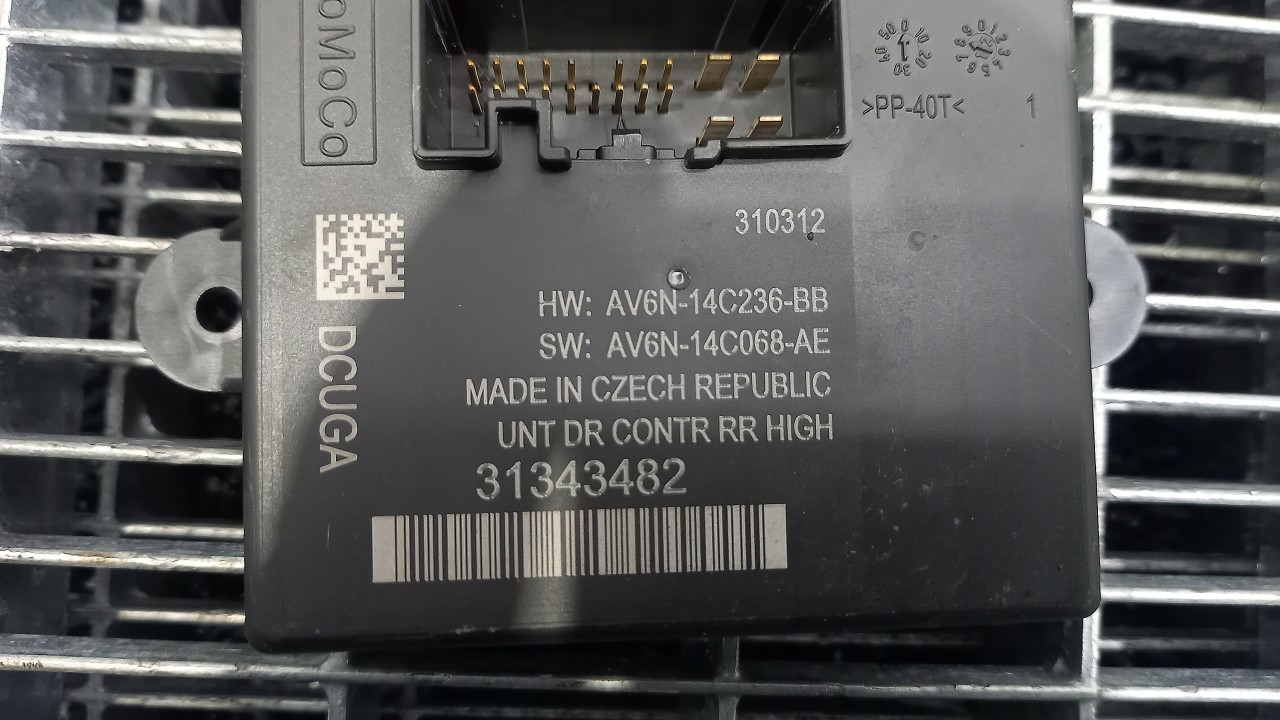 oMoCo
>PP-40T<
1
310312
HW: AV6N-14C236-BB
SW: AV6N-14C068-AE
MADE IN CZECH REPUBLIC
UNT DR CONTR RR HIGH
31343482
DCUGA